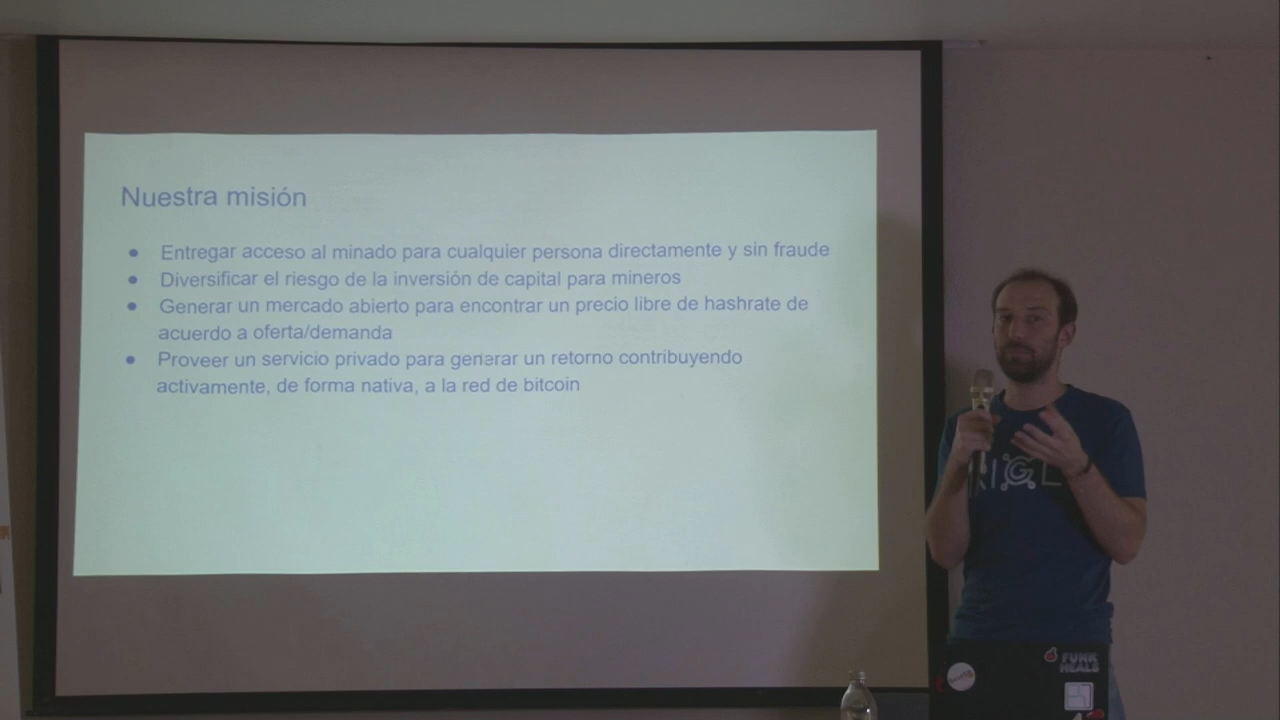 Nuestra misión
● Entregar acceso al minado para cualquier persona directamente y sin fraude
● Diversificar el riesgo de la inversión de capital para mineros
● Generar un mercado abierto para encontrar un precio libre de hashrate de
acuerdo a oferta/demanda
● Proveer un servicio privado para generar un retorno contribuyendo
activamente, de forma nativa, a la red de bitcoin
FUNK
HEALS